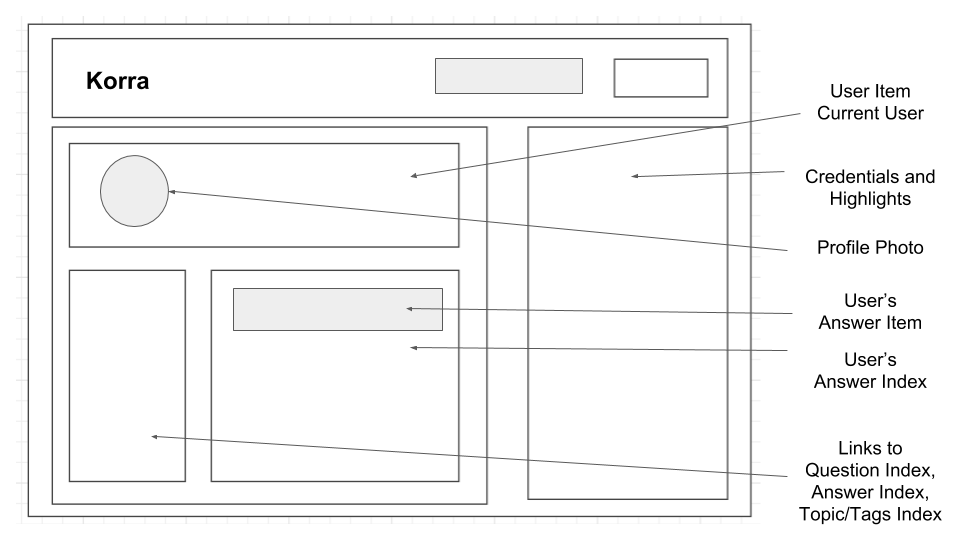 Korra
User Item
Current User
Credentials and
Highlights
Profile Photo
User’s
Answer Item
User’s
Answer Index
Links to
Question Index,
Answer Index,
Topic/Tags Index